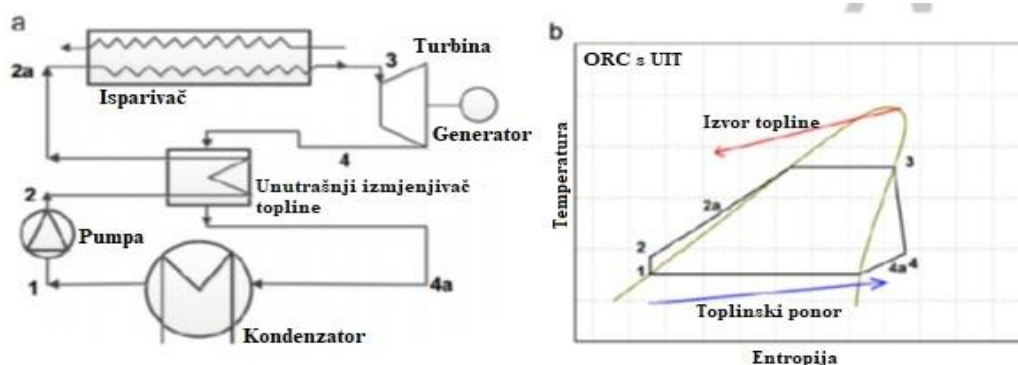 a
Turbina
3
2a
Isparivač
Generator
4
2
Unutrašnji izmjenjivač
topline
Pumpa
1
4a
Kondenzator
b
ORC s UIT
Izvor topline
Temperatura
3
2a
2
1
4a
4
Toplinski ponor
Entropija